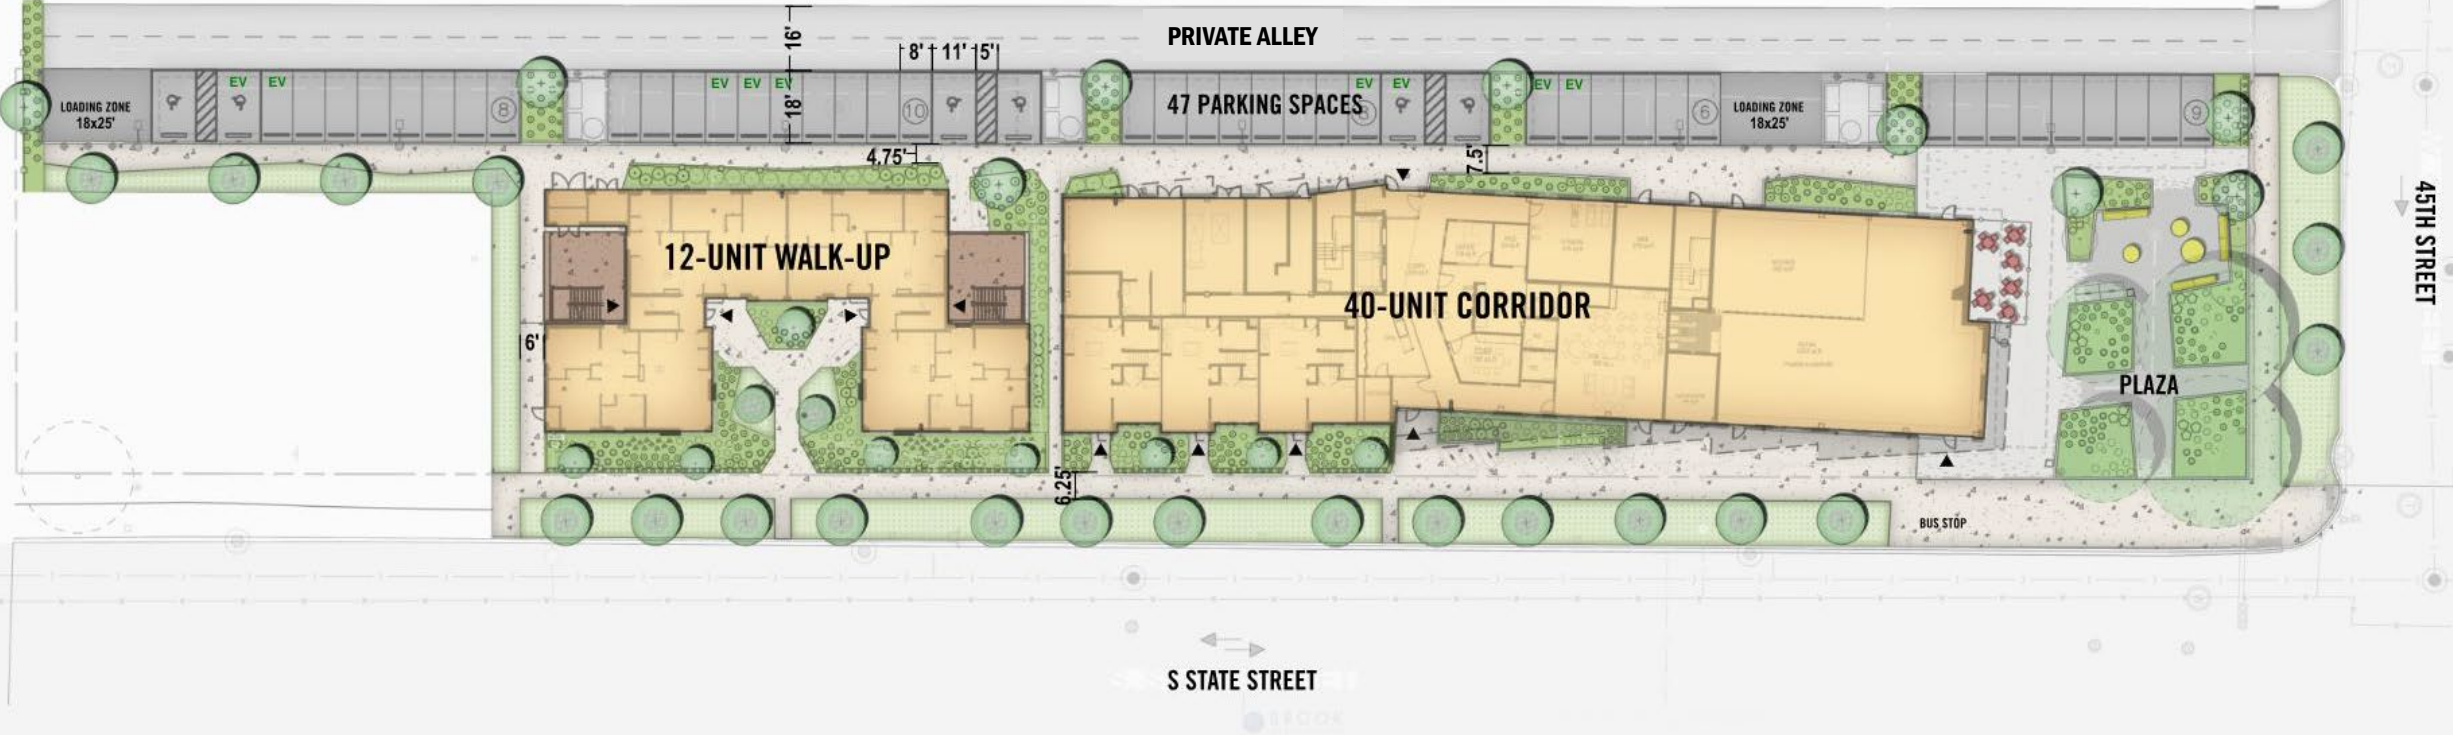 PRIVATE ALLEY
16'
8' 11' 5'
EV EV
EV EV EV
EV EV
EV EV
LOADING ZONE
18x25'
8
18'
10
47 PARKING SPACES
8
6
LOADING ZONE
18x25'
9
4.75'
7.5'
12-UNIT WALK-UP
40-UNIT CORRIDOR
6'
PLAZA
6.25'
BUS STOP
45TH STREET
S STATE STREET